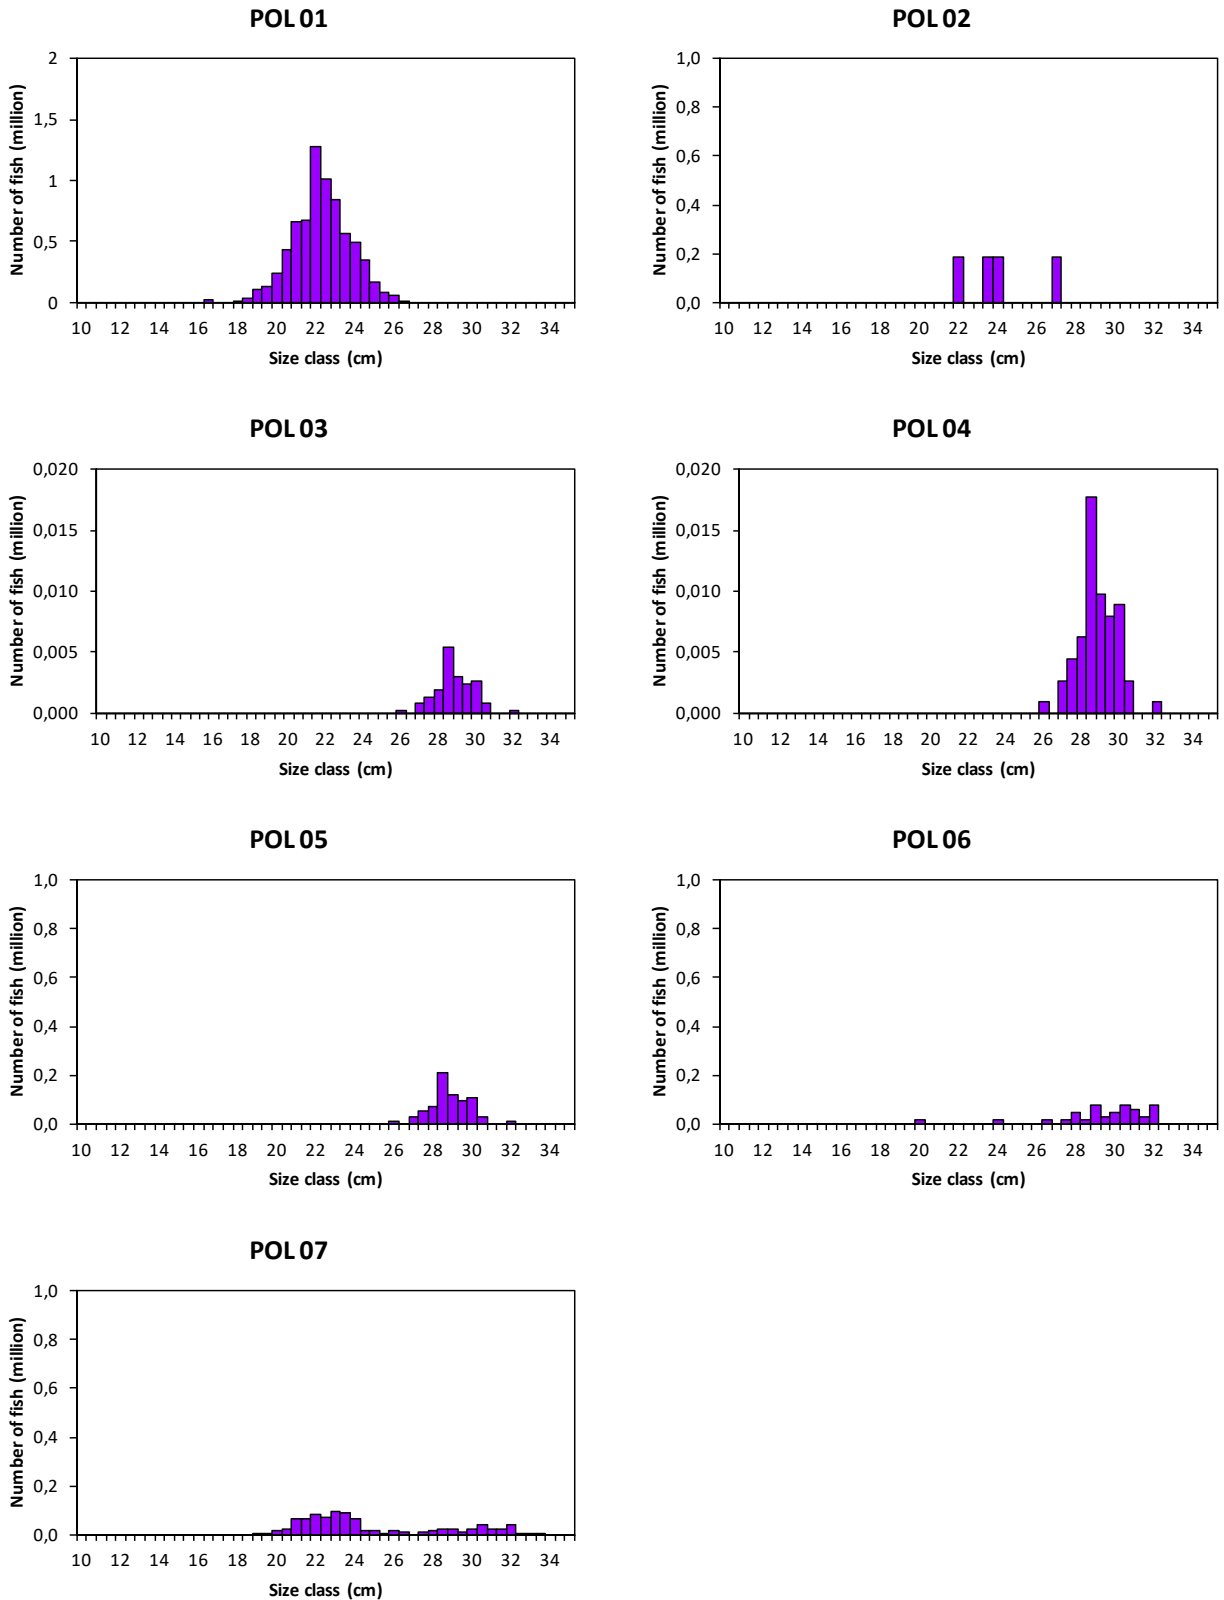 POL 01
Number of fish (million)
2
1,5
1
0,5
0
10 12 14 16 18 20 22 24 26 28 30 32 34
Size class (cm)
POL 02
Number of fish (million)
1,0
0,8
0,6
0,4
0,2
0,0
10 12 14 16 18 20 22 24 26 28 30 32 34
Size class (cm)
POL 03
Number of fish (million)
0,020
0,015
0,010
0,005
0,000
10 12 14 16 18 20 22 24 26 28 30 32 34
Size class (cm)
POL 04
Number of fish (million)
0,020
0,015
0,010
0,005
0,000
10 12 14 16 18 20 22 24 26 28 30 32 34
Size class (cm)
POL 05
Number of fish (million)
1,0
0,8
0,6
0,4
0,2
0,0
10 12 14 16 18 20 22 24 26 28 30 32 34
Size class (cm)
POL 06
Number of fish (million)
1,0
0,8
0,6
0,4
0,2
0,0
10 12 14 16 18 20 22 24 26 28 30 32 34
Size class (cm)
POL 07
Number of fish (million)
1,0
0,8
0,6
0,4
0,2
0,0
10 12 14 16 18 20 22 24 26 28 30 32 34
Size class (cm)